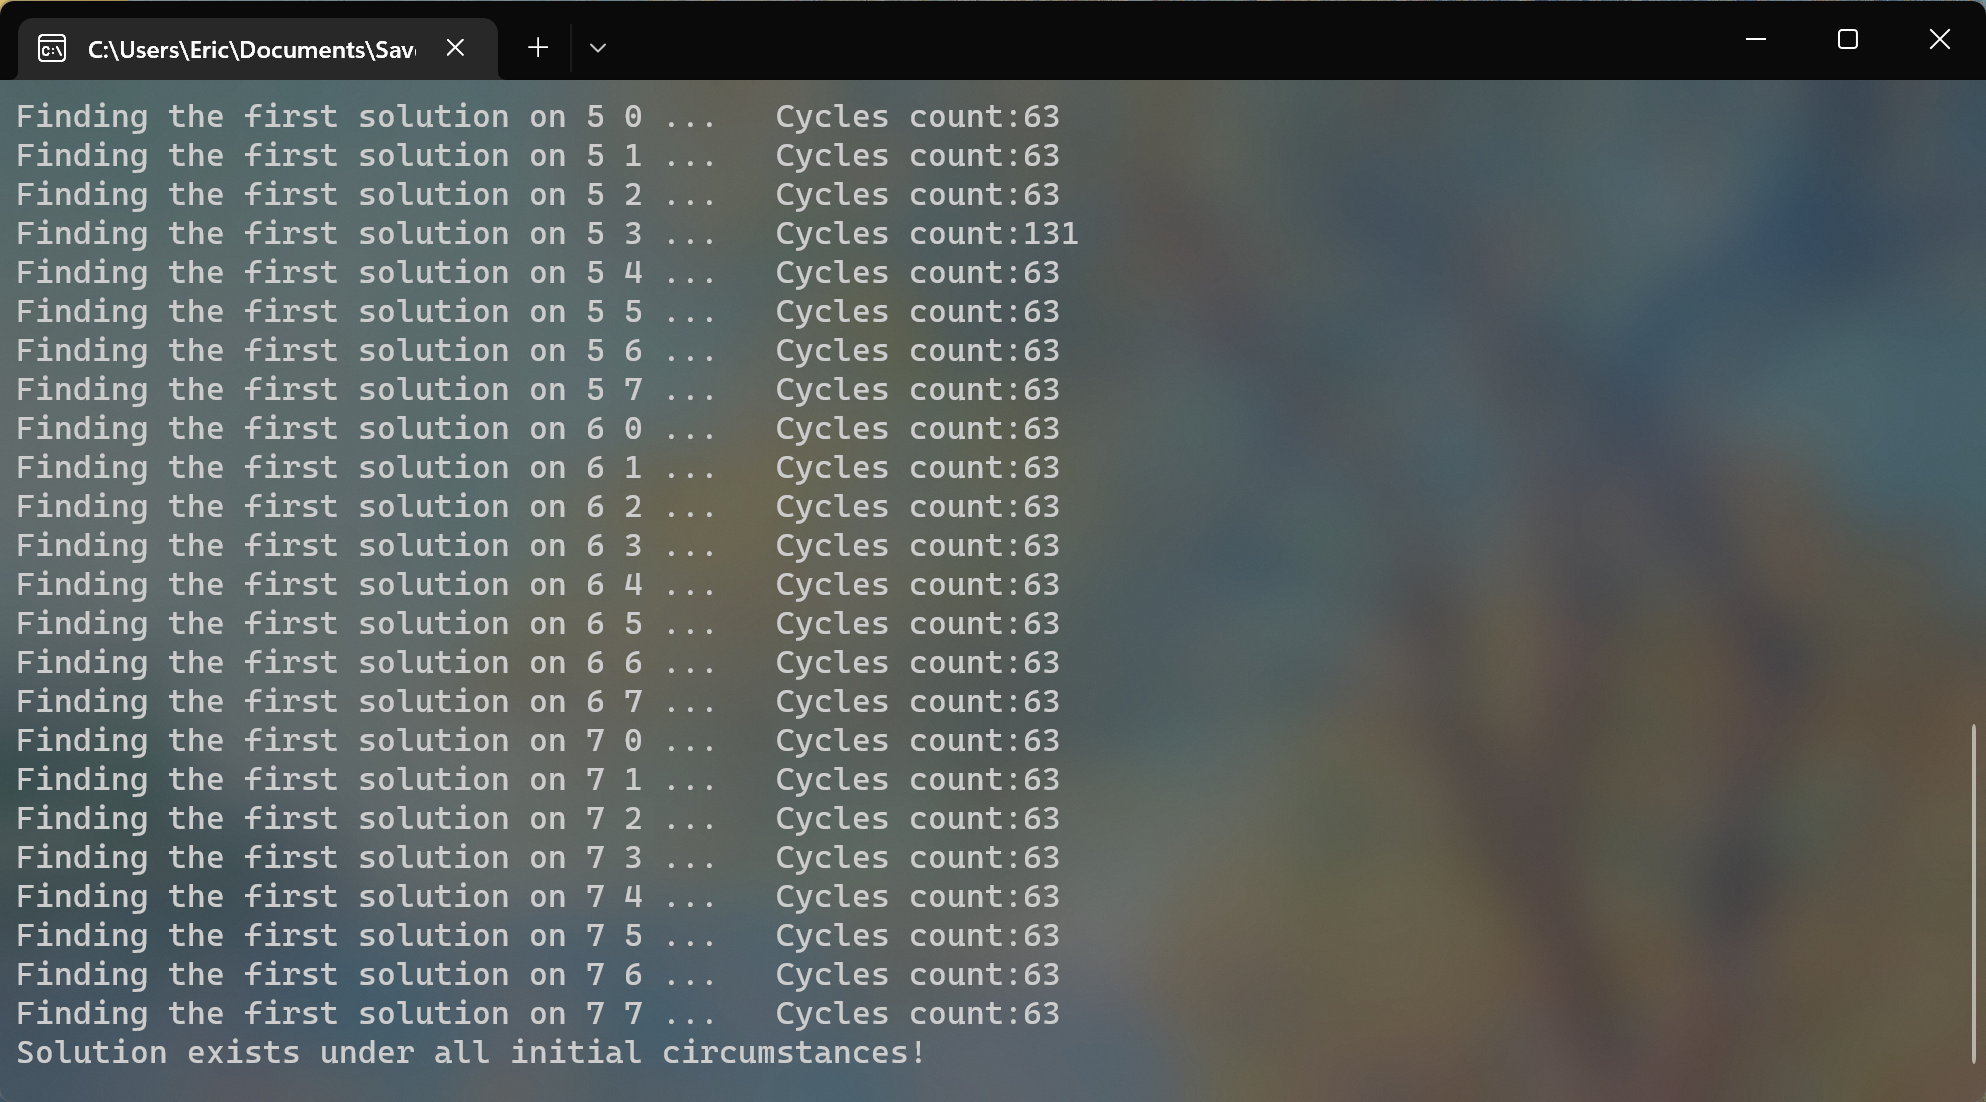 C:\Users\Eric\Documents\Sav
Finding the first solution on 5 0 ...   Cycles count:63
Finding the first solution on 5 1 ...   Cycles count:63
Finding the first solution on 5 2 ...   Cycles count:63
Finding the first solution on 5 3 ...   Cycles count:131
Finding the first solution on 5 4 ...   Cycles count:63
Finding the first solution on 5 5 ...   Cycles count:63
Finding the first solution on 5 6 ...   Cycles count:63
Finding the first solution on 5 7 ...   Cycles count:63
Finding the first solution on 6 0 ...   Cycles count:63
Finding the first solution on 6 1 ...   Cycles count:63
Finding the first solution on 6 2 ...   Cycles count:63
Finding the first solution on 6 3 ...   Cycles count:63
Finding the first solution on 6 4 ...   Cycles count:63
Finding the first solution on 6 5 ...   Cycles count:63
Finding the first solution on 6 6 ...   Cycles count:63
Finding the first solution on 6 7 ...   Cycles count:63
Finding the first solution on 7 0 ...   Cycles count:63
Finding the first solution on 7 1 ...   Cycles count:63
Finding the first solution on 7 2 ...   Cycles count:63
Finding the first solution on 7 3 ...   Cycles count:63
Finding the first solution on 7 4 ...   Cycles count:63
Finding the first solution on 7 5 ...   Cycles count:63
Finding the first solution on 7 6 ...   Cycles count:63
Finding the first solution on 7 7 ...   Cycles count:63
Solution exists under all initial circumstances!